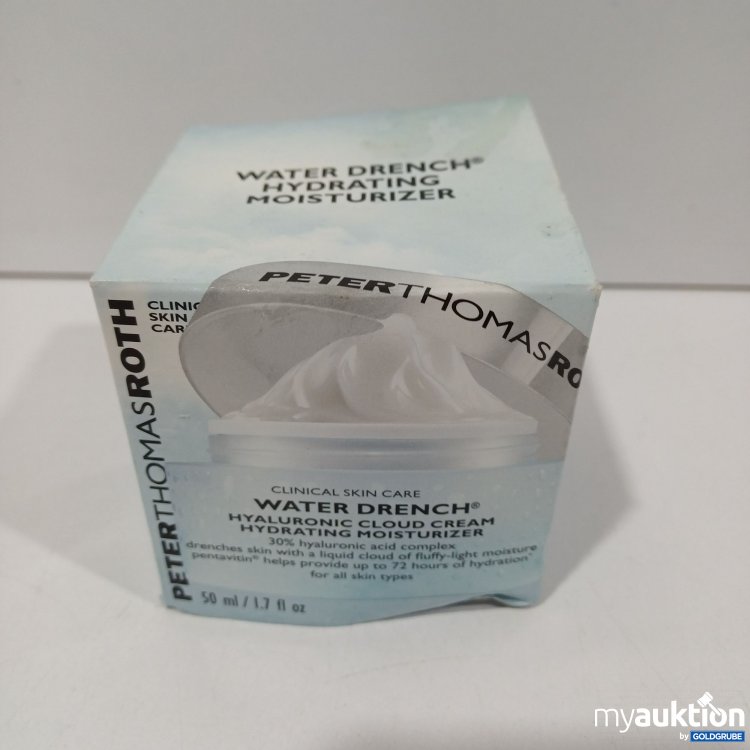 WATER DRENCH®
HYDRATING
MOISTURIZER
PETERTHOMASROTH
CLINIC
SKIN
CAR
PETERTHOMASRO
CLINICAL SKIN CARE
WATER DRENCH®
HYALURONIC CLOUD CREAM
HYDRATING MOISTURIZER
30% hyaluronic acid complex
drenches skin with a liquid cloud of fluffy-light moisture
pentavitin® helps provide up to 72 hours of hydration*
for all skin types
50 ml / 1.7 fl oz
myauktion
by GOLDGRUBE